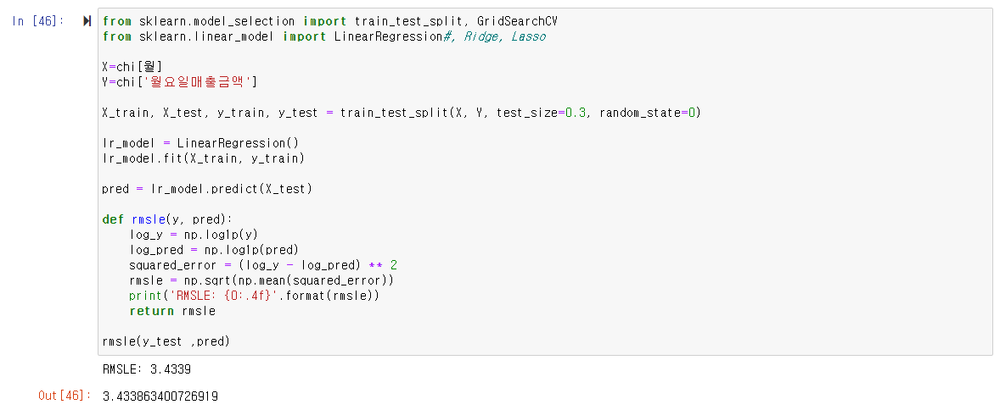 In [46]:
from sklearn.model_selection import train_test_split, GridSearchCV
from sklearn.linear_model import LinearRegression#, Ridge, Lasso

X=chi[월]
Y=chi['월요일매출금액']

X_train, X_test, y_train, y_test = train_test_split(X, Y, test_size=0.3, random_state=0)

lr_model = LinearRegression()
lr_model.fit(X_train, y_train)

pred = lr_model.predict(X_test)

def rmsle(y, pred):
    log_y = np.log1p(y)
    log_pred = np.log1p(pred)
    squared_error = (log_y - log_pred) ** 2
    rmsle = np.sqrt(np.mean(squared_error))
    print('RMSLE: {0:.4f}'.format(rmsle))
    return rmsle

rmsle(y_test ,pred)
RMSLE: 3.4339
Out[46]: 3.433863400726919